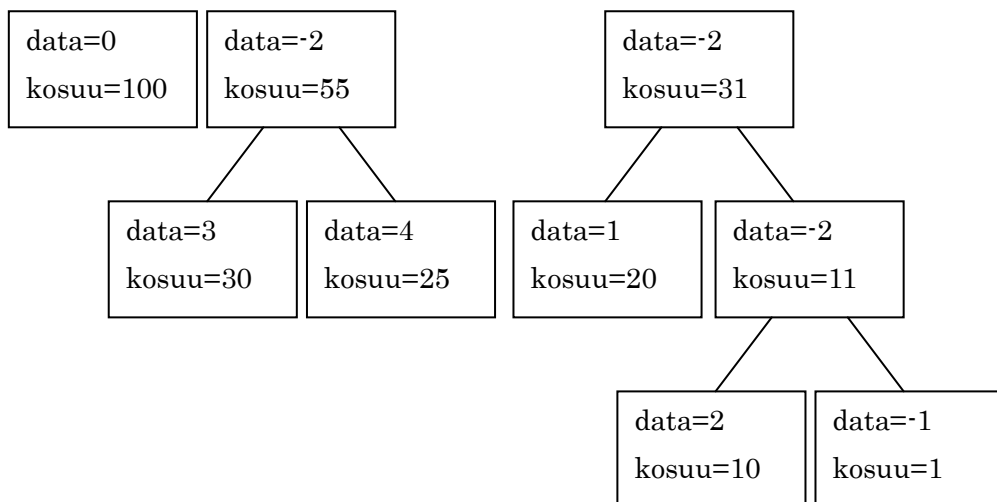 data=0
kosuu=100
data=-2
kosuu=55
data=-2
kosuu=31
data=3
kosuu=30
data=4
kosuu=25
data=1
kosuu=20
data=-2
kosuu=11
data=2
kosuu=10
data=-1
kosuu=1